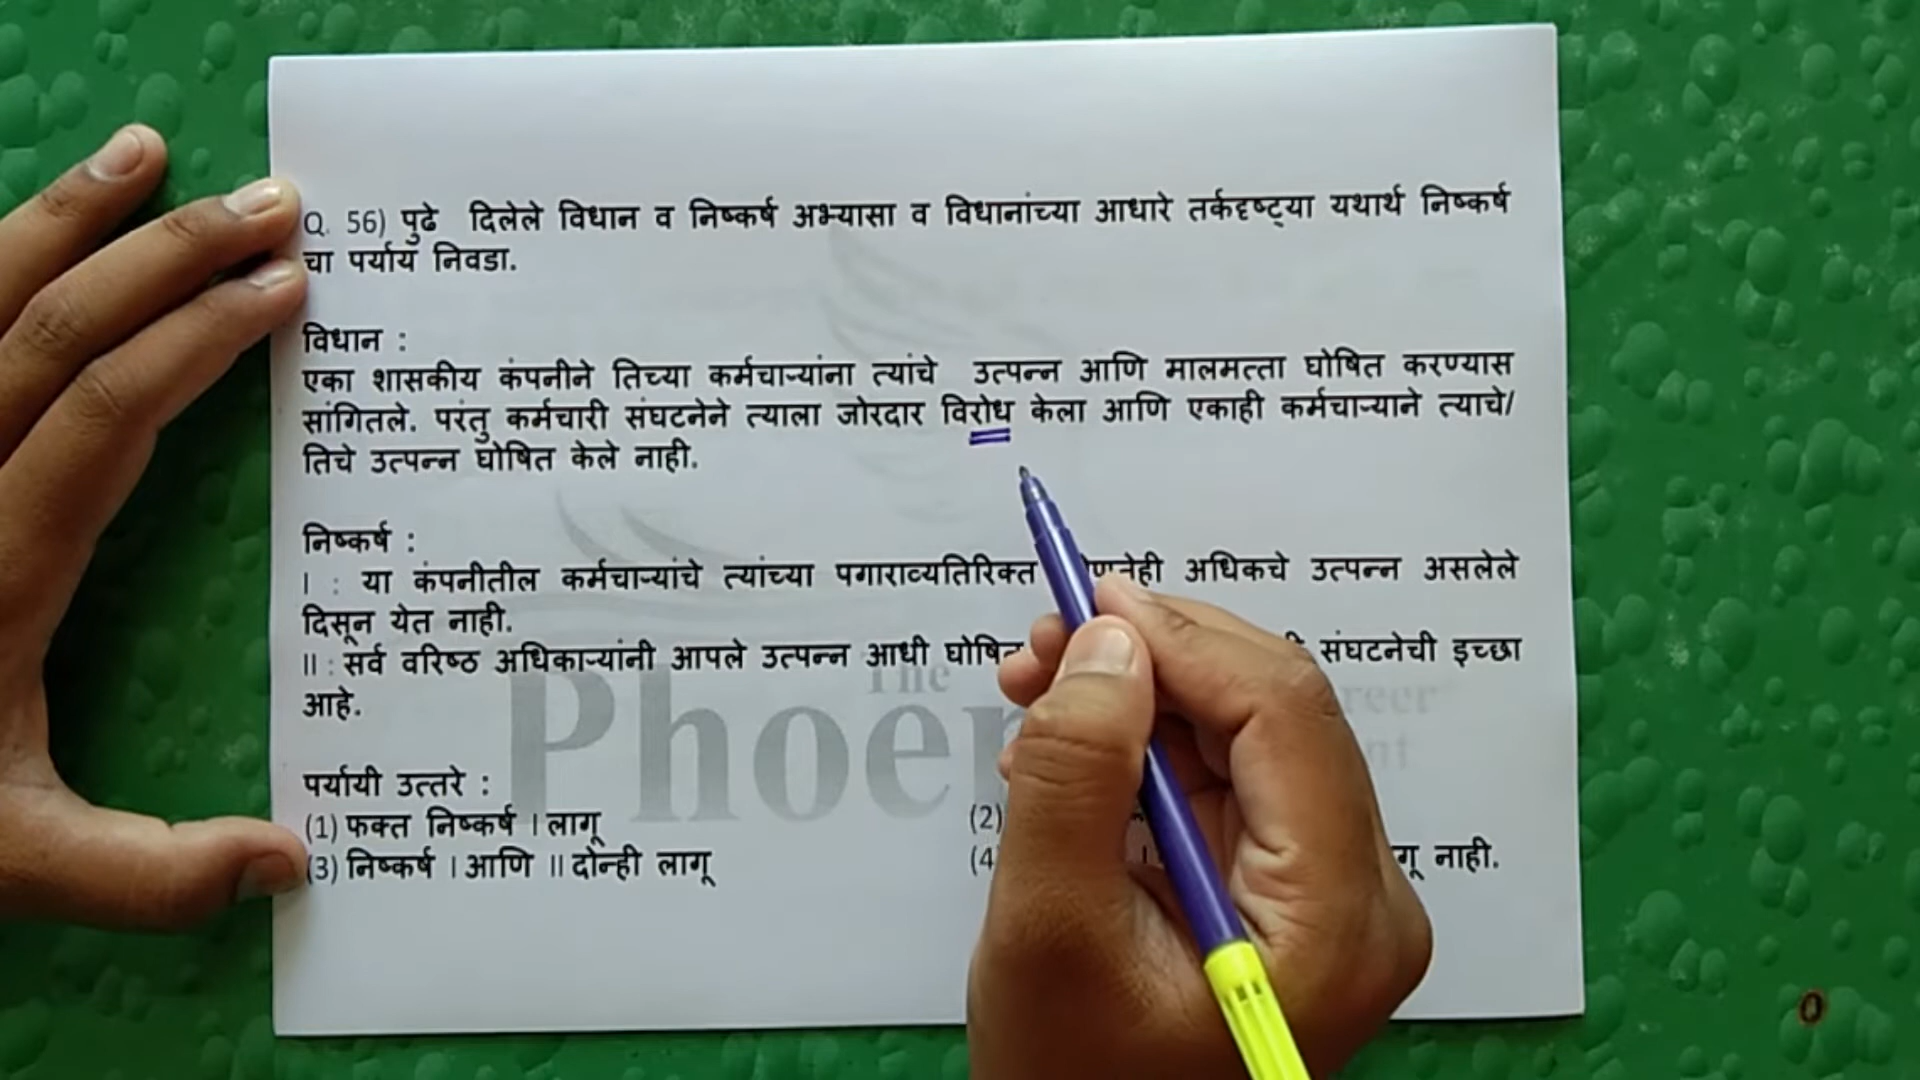 Q. 56) पुढे दिलेले विधान व निष्कर्ष अभ्यासा व विधानांच्या आधारे तर्कदृष्ट्या यथार्थ निष्कर्ष
चा पर्याय निवडा.
विधान :
एका शासकीय कंपनीने तिच्या कर्मचाऱ्यांना त्यांचे उत्पन्न आणि मालमत्ता घोषित करण्यास
सांगितले. परंतु कर्मचारी संघटनेने त्याला जोरदार विरोध केला आणि एकाही कर्मचाऱ्याने त्याचे/
तिचे उत्पन्न घोषित केले नाही.
निष्कर्ष :
I : या कंपनीतील कर्मचाऱ्यांचे त्यांच्या पगाराव्यतिरिक्त अधिकचे उत्पन्न असलेले
दिसून येत नाही.
II : सर्व वरिष्ठ अधिकाऱ्यांनी आपले उत्पन्न आधी संघटनेची इच्छा
आहे.
The
पर्यायी उत्तरे :
(1) फक्त निष्कर्ष I लागू (2)
(3) निष्कर्ष I आणि II दोन्ही लागू (4 नाही.